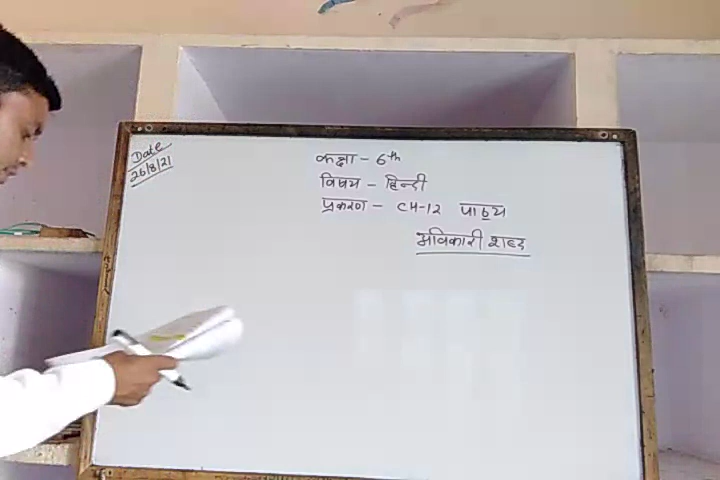 Date
26/8/21
कक्षा - 6th
विषय - हिन्दी
प्रकरण - CH-12 पाठ्य
अविकारी शब्द